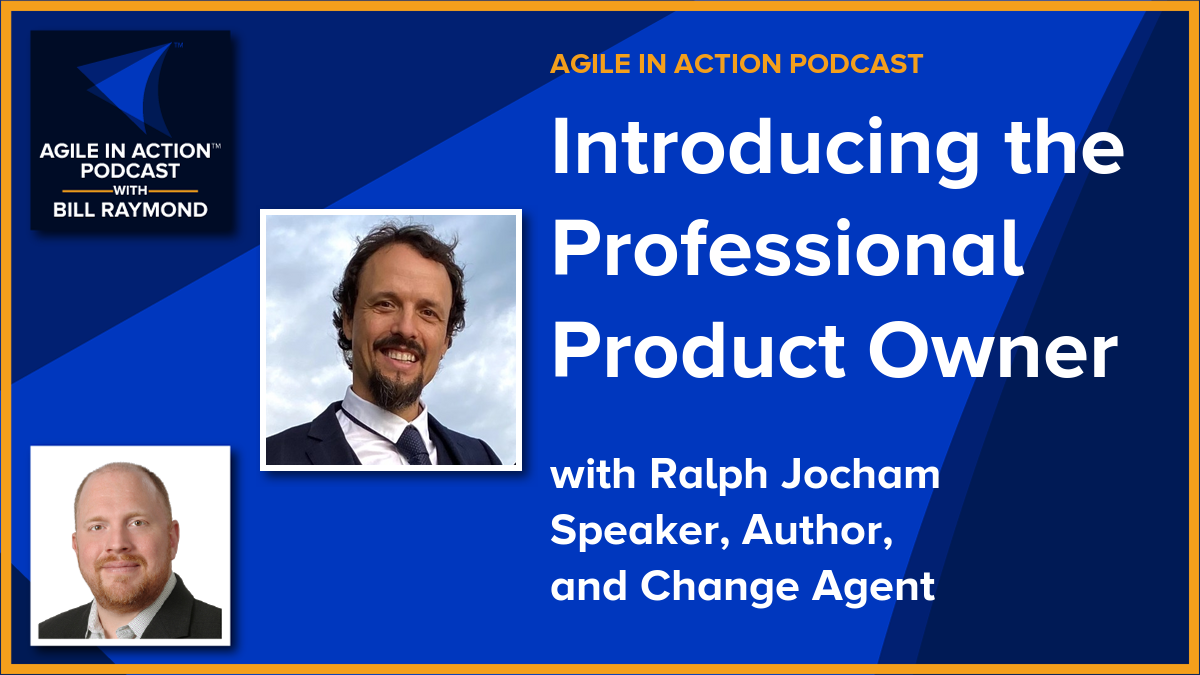 TM
AGILE IN ACTION™
PODCAST
WITH
BILL RAYMOND
AGILE IN ACTION PODCAST
Introducing the
Professional
Product Owner
with Ralph Jocham
Speaker, Author,
and Change Agent